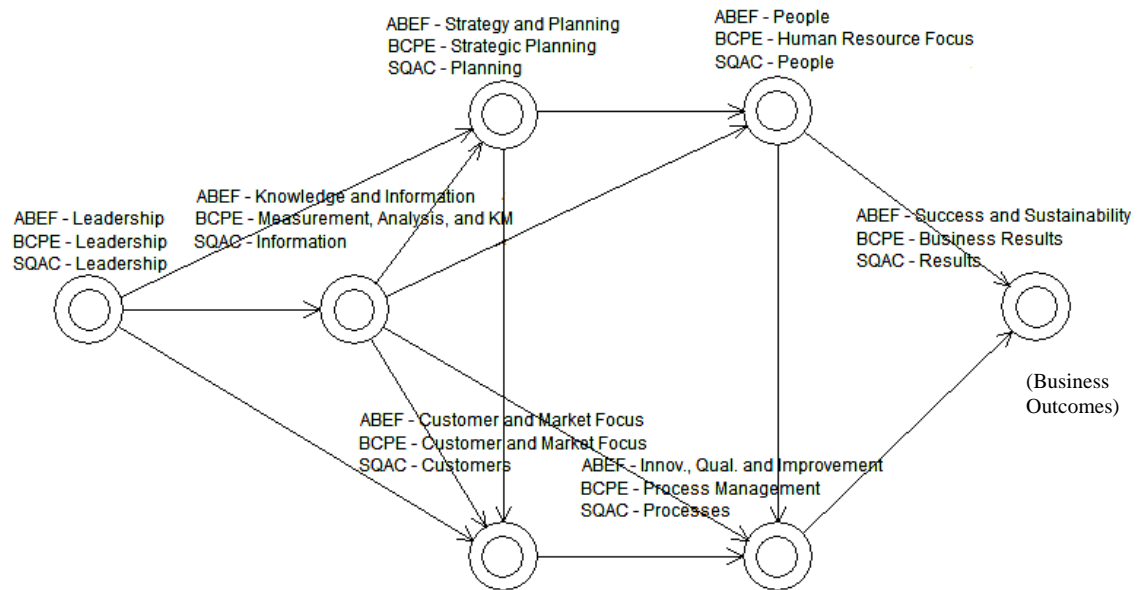 ABEF - Strategy and Planning
BCPE - Strategic Planning
SQAC - Planning
ABEF - People
BCPE - Human Resource Focus
SQAC - People
ABEF - Knowledge and Information
BCPE - Measurement, Analysis, and KM
SQAC - Information
ABEF - Leadership
BCPE - Leadership
SQAC - Leadership
ABEF - Success and Sustainability
BCPE - Business Results
SQAC - Results
(Business
Outcomes)
ABEF - Customer and Market Focus
BCPE - Customer and Market Focus
SQAC - Customers
ABEF - Innov., Qual. and Improvement
BCPE - Process Management
SQAC - Processes